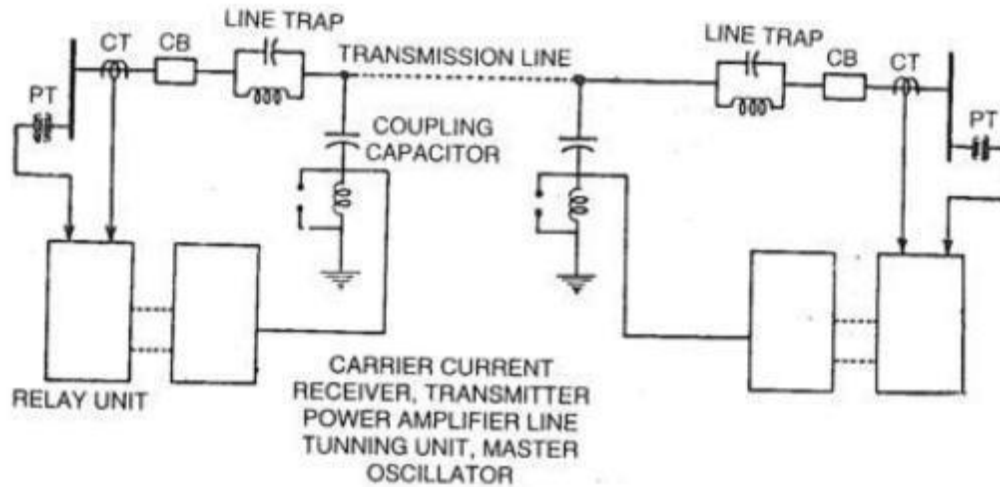 LINE TRAP
CT
CB
TRANSMISSION LINE
LINE TRAP
CB
CT
PT
PT
COUPLING
CAPACITOR
RELAY UNIT
CARRIER CURRENT
RECEIVER, TRANSMITTER
POWER AMPLIFIER LINE
TUNNING UNIT, MASTER
OSCILLATOR